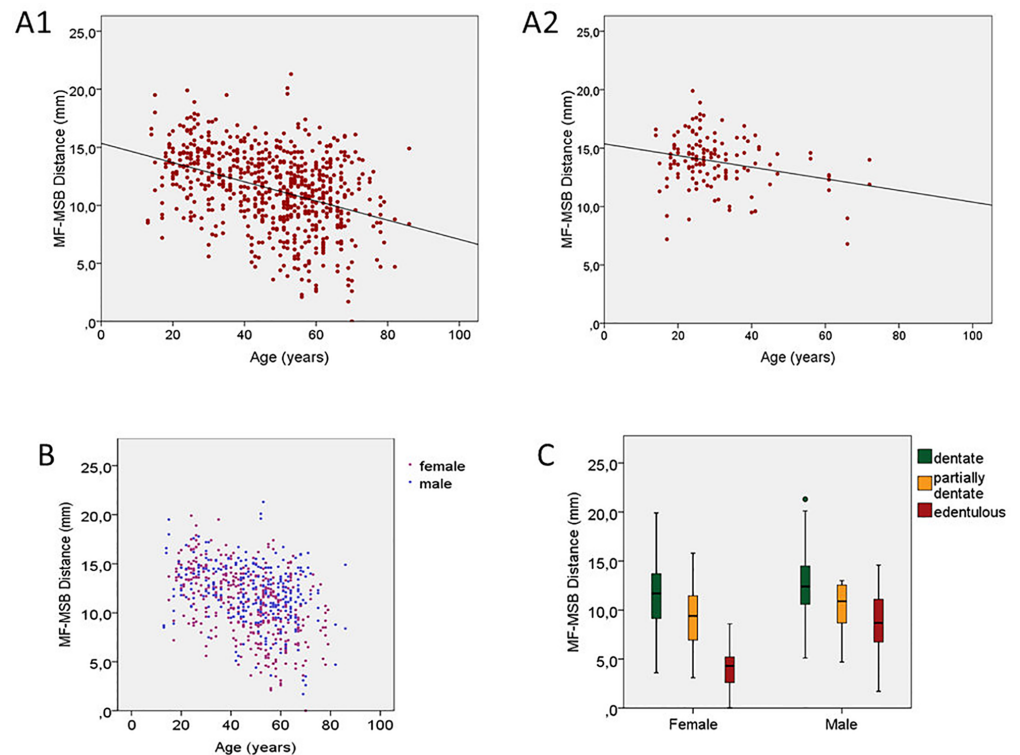 A1
25,0
20,0
15,0
10,0
5,0
,0
MF-MSB Distance (mm)
0 20 40 60 80 100
Age (years)
A2
25,0
20,0
15,0
10,0
5,0
,0
MF-MSB Distance (mm)
0 20 40 60 80 100
Age (years)
B
25,0
20,0
15,0
10,0
5,0
,0
MF-MSB Distance (mm)
0 20 40 60 80 100
Age (years)
female
male
C
25,0
20,0
15,0
10,0
5,0
,0
MF-MSB Distance (mm)
Female Male
dentate
partially
dentate
edentulous